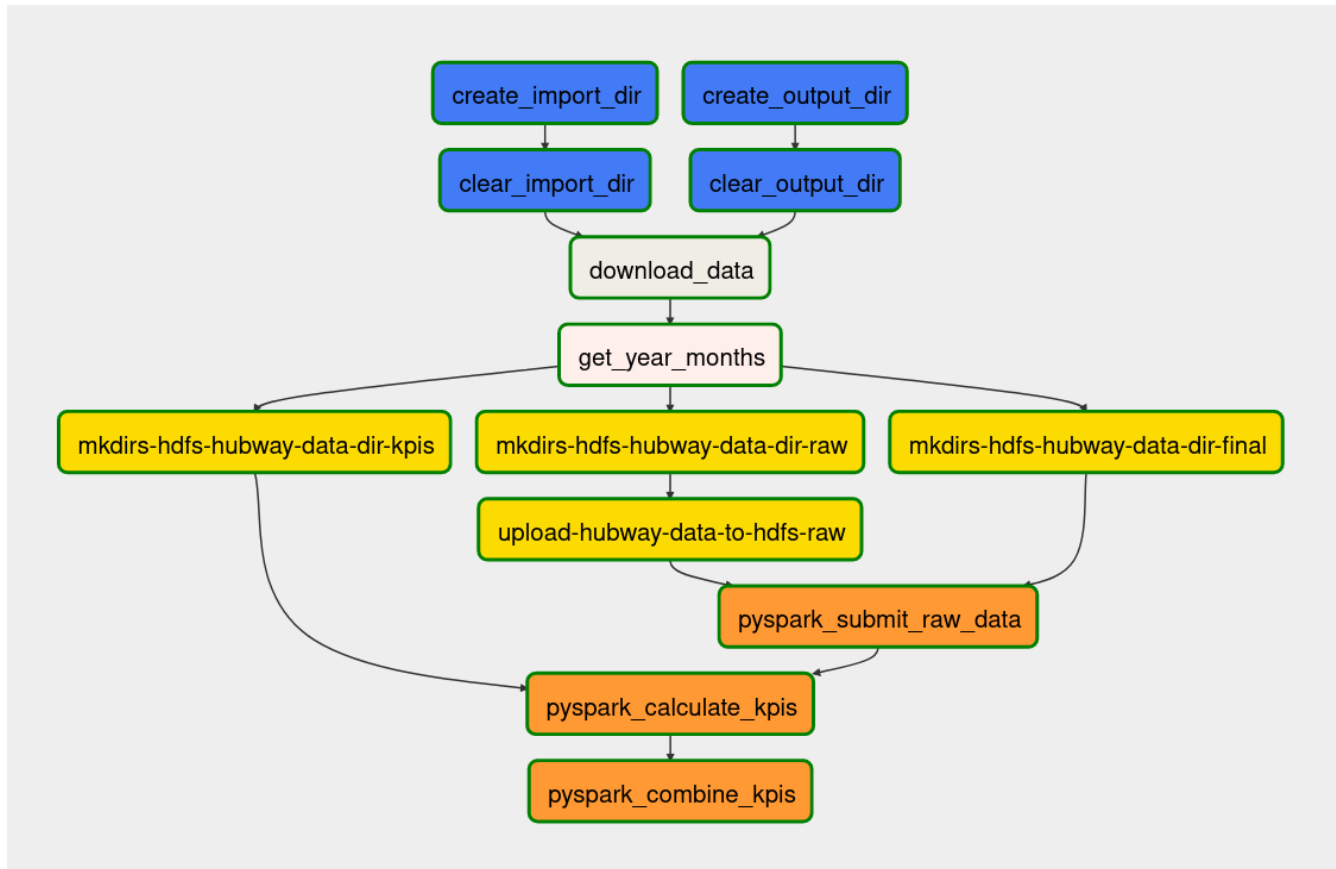 create_import_dir
create_output_dir
clear_import_dir
clear_output_dir
download_data
get_year_months
mkdirs-hdfs-hubway-data-dir-kpis
mkdirs-hdfs-hubway-data-dir-raw
mkdirs-hdfs-hubway-data-dir-final
upload-hubway-data-to-hdfs-raw
pyspark_submit_raw_data
pyspark_calculate_kpis
pyspark_combine_kpis